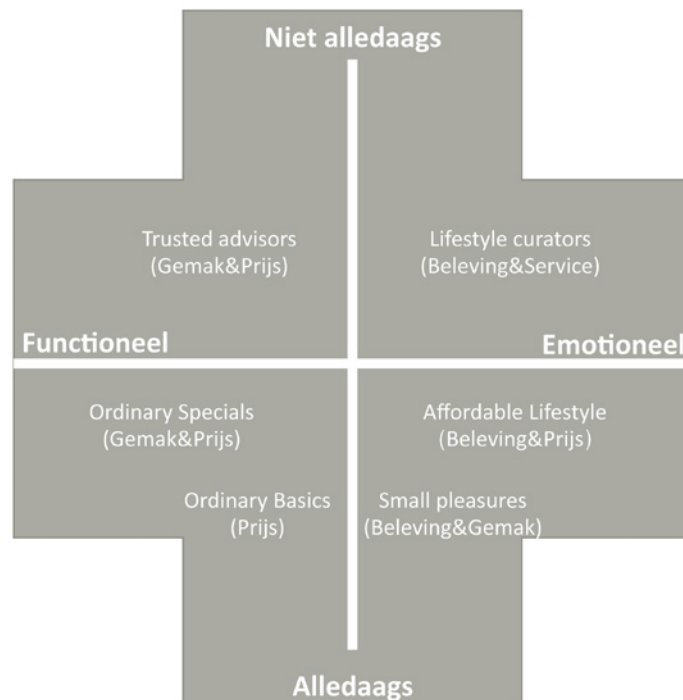 Niet alledaags
Trusted advisors
(Gemak&Prijs)
Lifestyle curators
(Beleving&Service)
Functioneel
Emotioneel
Ordinary Specials
(Gemak&Prijs)
Affordable Lifestyle
(Beleving&Prijs)
Ordinary Basics
(Prijs)
Small pleasures
(Beleving&Gemak)
Alledaags